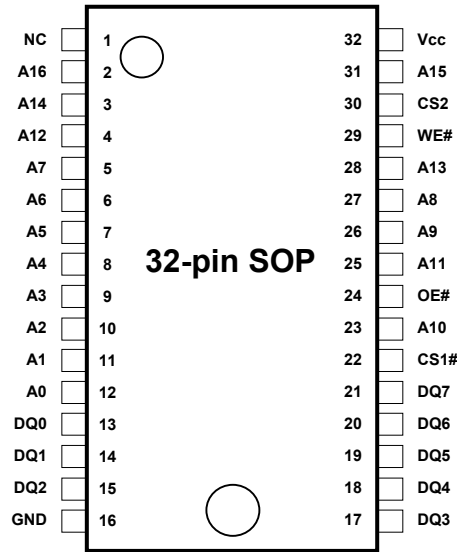 NC 1 32 Vcc
A16 2 31 A15
A14 3 30 CS2
A12 4 29 WE#
A7 5 28 A13
A6 6 27 A8
A5 7 26 A9
A4 8 32-pin SOP 25 A11
A3 9 24 OE#
A2 10 23 A10
A1 11 22 CS1#
A0 12 21 DQ7
DQ0 13 20 DQ6
DQ1 14 19 DQ5
DQ2 15 18 DQ4
GND 16 17 DQ3